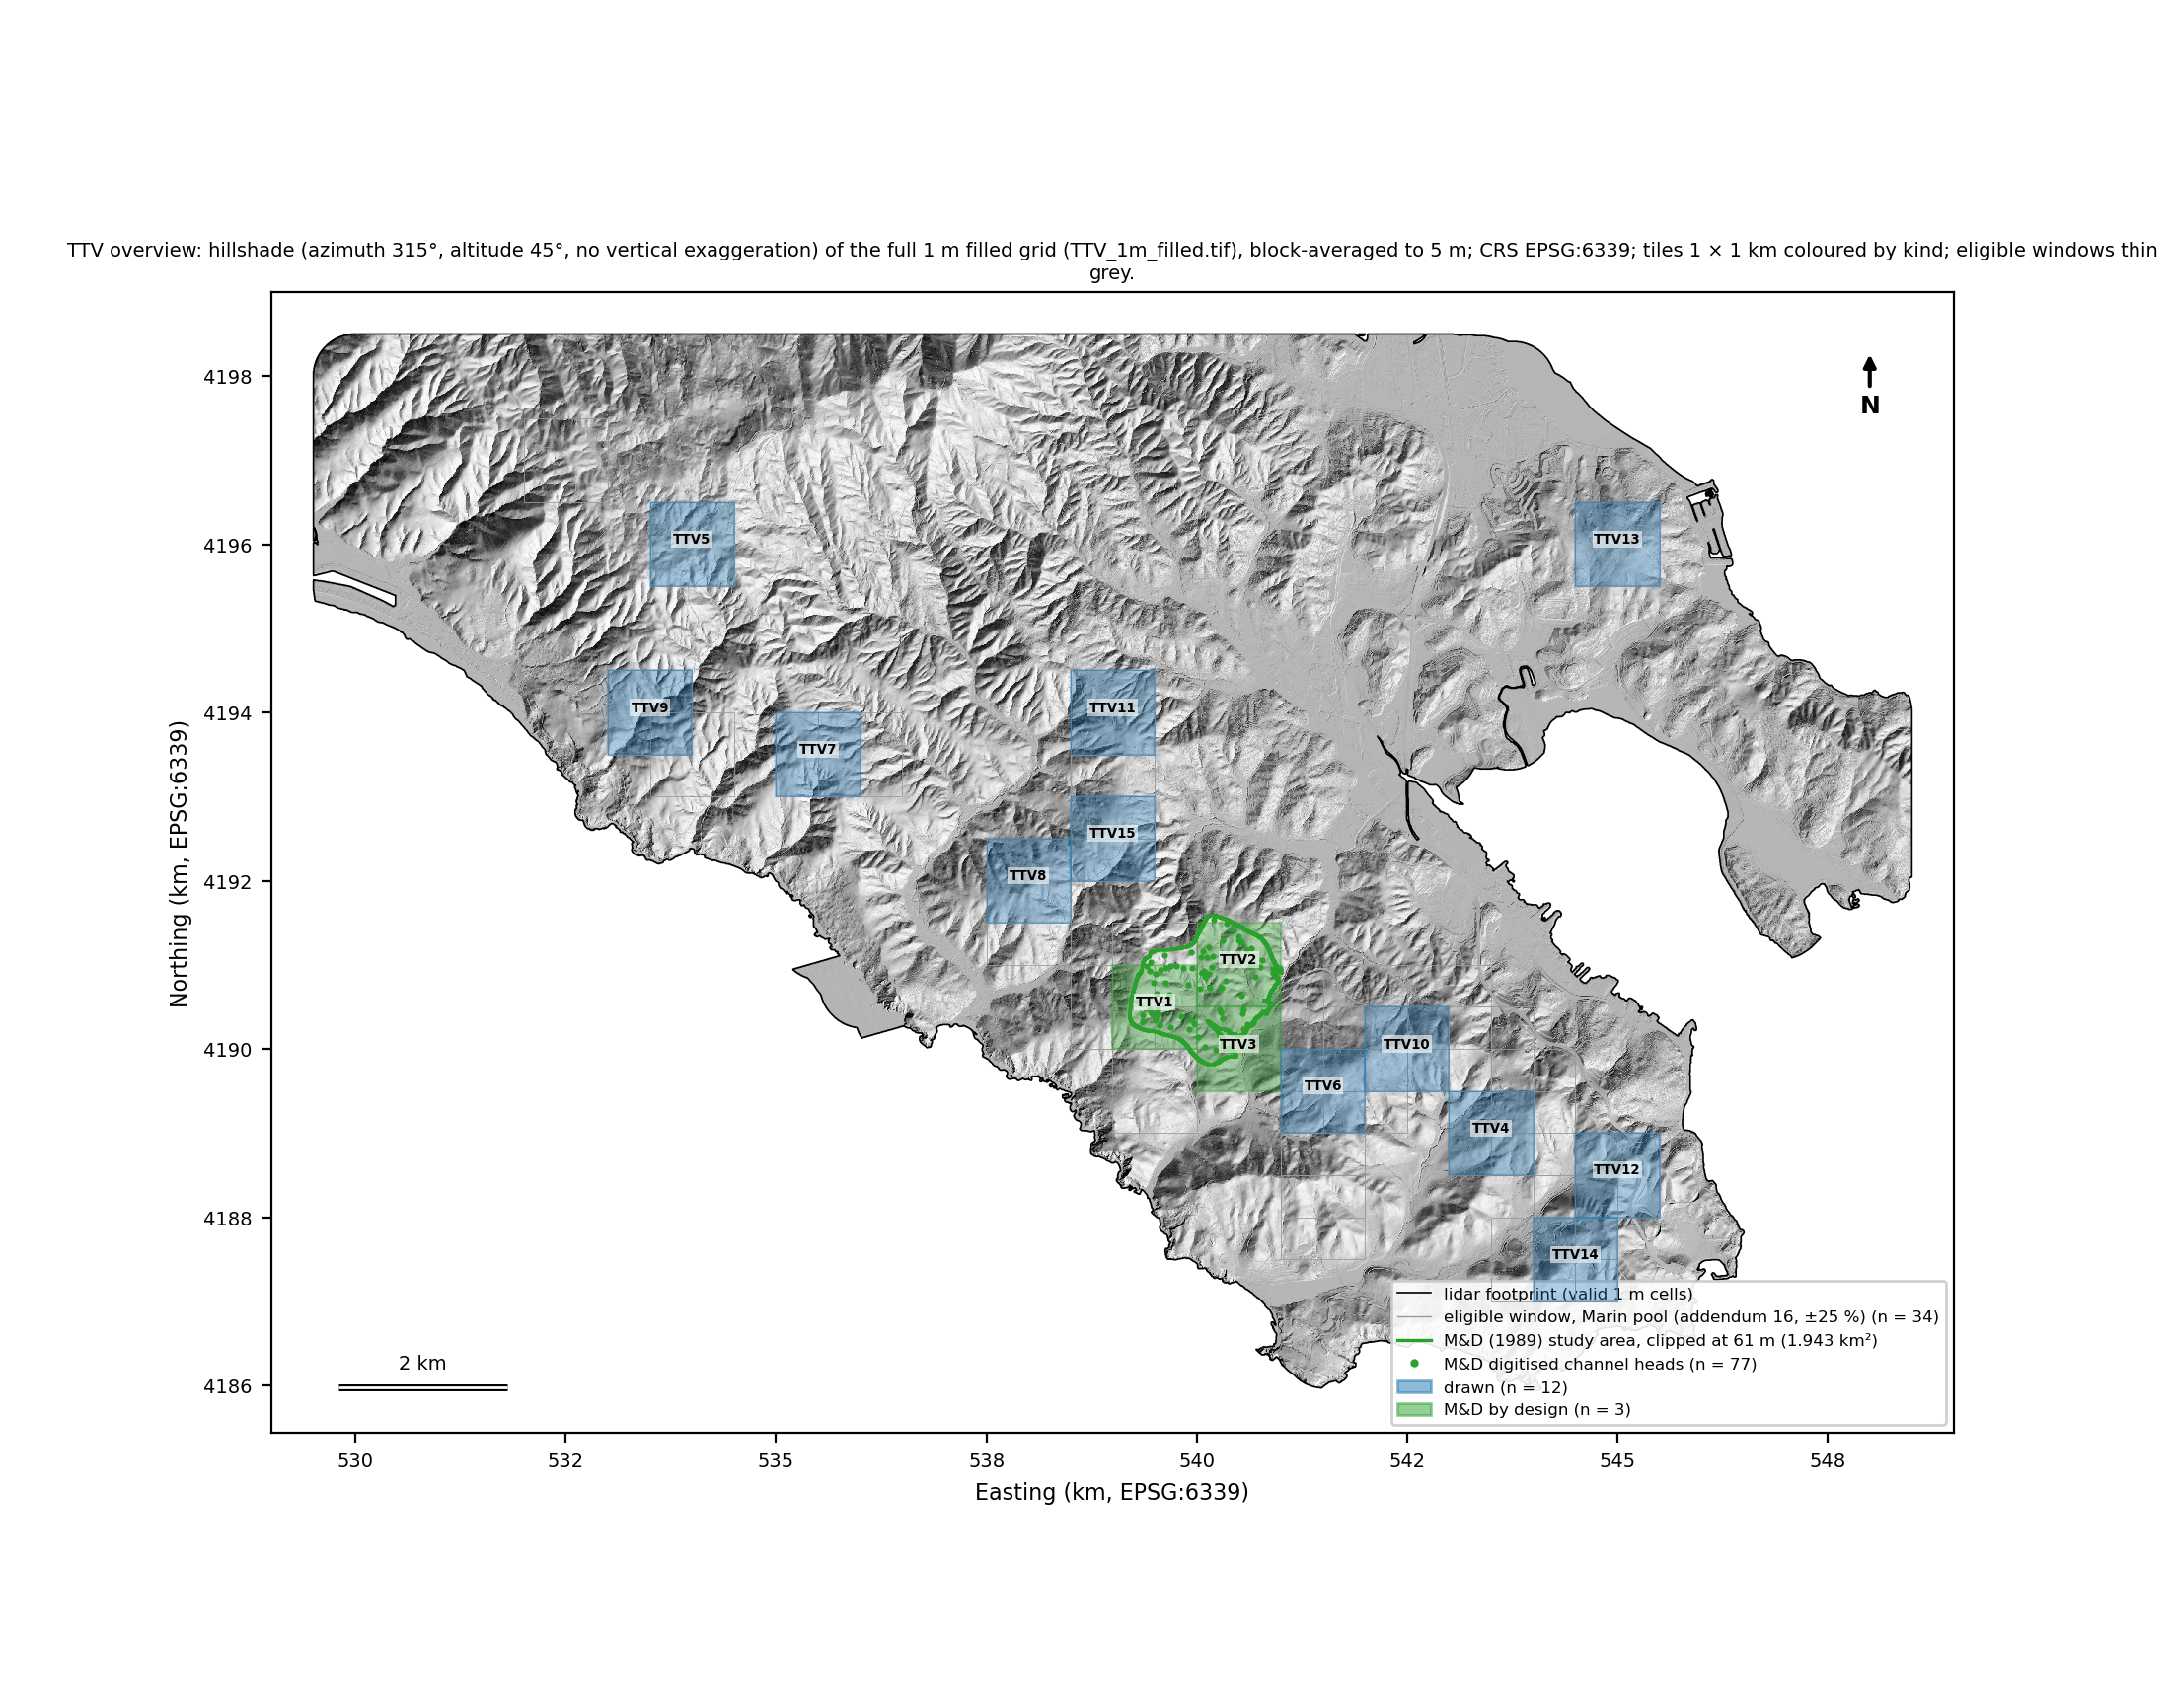 TTV overview: hillshade (azimuth 315°, altitude 45°, no vertical exaggeration) of the full 1 m filled grid (TTV_1m_filled.tif), block-averaged to 5 m; CRS EPSG:6339; tiles 1 × 1 km coloured by kind; eligible windows thin
grey.
N
4198
4196
4194
4192
4190
4188
4186
Northing (km, EPSG:6339)
TTV5
TTV13
TTV9
TTV11
TTV7
TTV15
TTV8
TTV2
TTV1
TTV3
TTV10
TTV6
TTV4
TTV12
TTV14
lidar footprint (valid 1 m cells)
eligible window, Marin pool (addendum 16, ±25 %) (n = 34)
M&D (1989) study area, clipped at 61 m (1.943 km²)
M&D digitised channel heads (n = 77)
drawn (n = 12)
M&D by design (n = 3)
2 km
530
532
535
538
540
542
545
548
Easting (km, EPSG:6339)